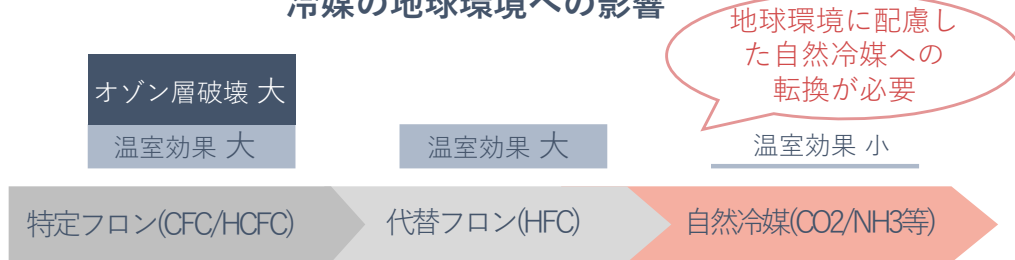 冷媒の地球環境への影響
地球環境に配慮し
た自然冷媒への
転換が必要
オゾン層破壊 大
温室効果 大
温室効果 大
温室効果 小
特定フロン(CFC/HCFC)
代替フロン(HFC)
自然冷媒(CO2/NH3等)